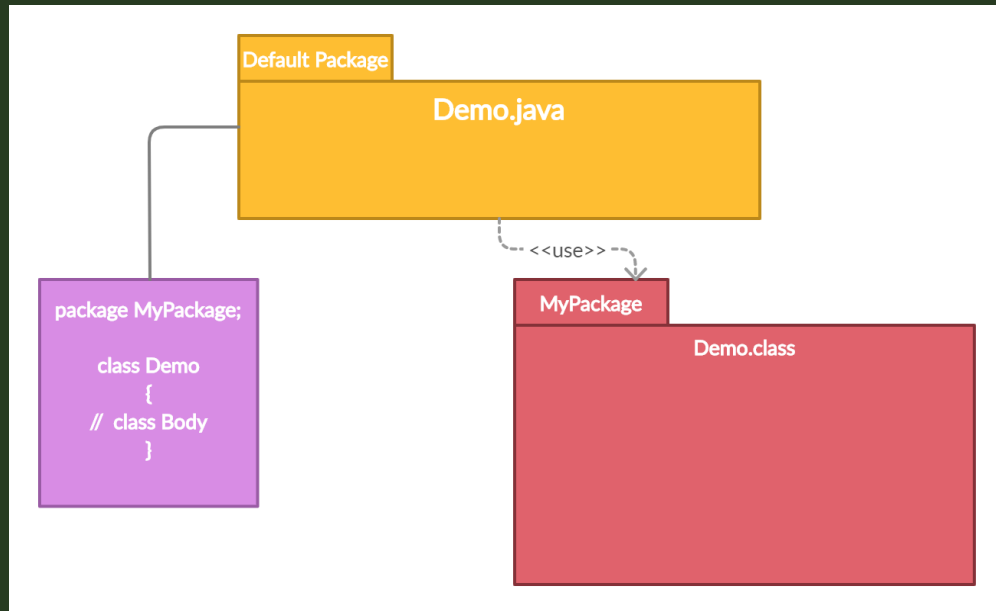 Default Package
Demo.java
<<use>>
package MyPackage;
class Demo
{
// class Body
}
MyPackage
Demo.class